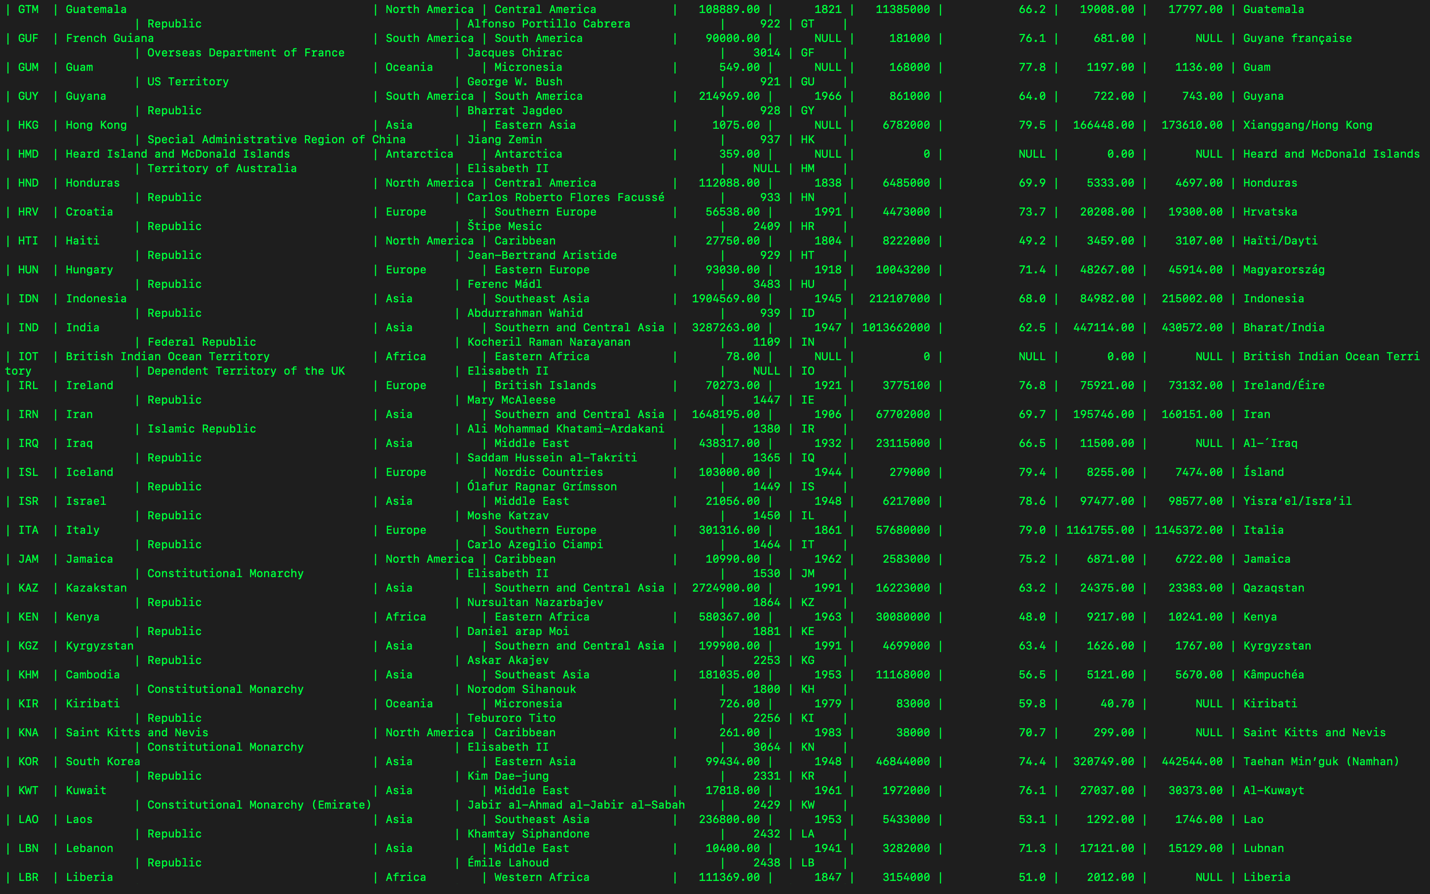 | GTM | Guatemala | North America | Central America | 108889.00 | 1821 | 11385000 | 66.2 | 19008.00 | 17797.00 | Guatemala
| Republic | Alfonso Portillo Cabrera | 922 | GT |
| GUF | French Guiana | South America | South America | 90000.00 | NULL | 181000 | 76.1 | 681.00 | NULL | Guyane française
| Overseas Department of France | Jacques Chirac | 3014 | GF |
| GUM | Guam | Oceania | Micronesia | 549.00 | NULL | 168000 | 77.8 | 1197.00 | 1136.00 | Guam
| US Territory | George W. Bush | 921 | GU |
| GUY | Guyana | South America | South America | 214969.00 | 1966 | 861000 | 64.0 | 722.00 | 743.00 | Guyana
| Republic | Bharrat Jagdeo | 928 | GY |
| HKG | Hong Kong | Asia | Eastern Asia | 1075.00 | NULL | 6782000 | 79.5 | 166448.00 | 173610.00 | Xianggang/Hong Kong
| Special Administrative Region of China | Jiang Zemin | 937 | HK |
| HMD | Heard Island and McDonald Islands | Antarctica | Antarctica | 359.00 | NULL | 0 | NULL | 0.00 | NULL | Heard and McDonald Islands
| Territory of Australia | Elisabeth II | NULL | HM |
| HND | Honduras | North America | Central America | 112088.00 | 1838 | 6485000 | 69.9 | 5333.00 | 4697.00 | Honduras
| Republic | Carlos Roberto Flores Facussé | 933 | HN |
| HRV | Croatia | Europe | Southern Europe | 56538.00 | 1991 | 4473000 | 73.7 | 20208.00 | 19300.00 | Hrvatska
| Republic | Štipe Mesic | 2409 | HR |
| HTI | Haiti | North America | Caribbean | 27750.00 | 1804 | 8222000 | 49.2 | 3459.00 | 3107.00 | Haïti/Dayti
| Republic | Jean-Bertrand Aristide | 929 | HT |
| HUN | Hungary | Europe | Eastern Europe | 93030.00 | 1918 | 10043200 | 71.4 | 48267.00 | 45914.00 | Magyarország
| Republic | Ferenc Mádl | 3483 | HU |
| IDN | Indonesia | Asia | Southeast Asia | 1904569.00 | 1945 | 212107000 | 68.0 | 84982.00 | 215002.00 | Indonesia
| Republic | Abdurrahman Wahid | 939 | ID |
| IND | India | Asia | Southern and Central Asia | 3287263.00 | 1947 | 1013662000 | 62.5 | 447114.00 | 430572.00 | Bharat/India
| Federal Republic | Kocheril Raman Narayanan | 1109 | IN |
| IOT | British Indian Ocean Territory | Africa | Eastern Africa | 78.00 | NULL | 0 | NULL | 0.00 | NULL | British Indian Ocean Terri
tory | Dependent Territory of the UK | Elisabeth II | NULL | IO |
| IRL | Ireland | Europe | British Islands | 70273.00 | 1921 | 3775100 | 76.8 | 75921.00 | 73132.00 | Ireland/Éire
| Republic | Mary McAleese | 1447 | IE |
| IRN | Iran | Asia | Southern and Central Asia | 1648195.00 | 1906 | 67702000 | 69.7 | 195746.00 | 160151.00 | Iran
| Islamic Republic | Ali Mohammad Khatami-Ardakani | 1380 | IR |
| IRQ | Iraq | Asia | Middle East | 438317.00 | 1932 | 23115000 | 66.5 | 11500.00 | NULL | Al-´Iraq
| Republic | Saddam Hussein al-Takriti | 1365 | IQ |
| ISL | Iceland | Europe | Nordic Countries | 103000.00 | 1944 | 279000 | 79.4 | 8255.00 | 7474.00 | Ísland
| Republic | Ólafur Ragnar Grímsson | 1449 | IS |
| ISR | Israel | Asia | Middle East | 21056.00 | 1948 | 6217000 | 78.6 | 97477.00 | 98577.00 | Yisra’el/Isra’il
| Republic | Moshe Katzav | 1450 | IL |
| ITA | Italy | Europe | Southern Europe | 301316.00 | 1861 | 57680000 | 79.0 | 1161755.00 | 1145372.00 | Italia
| Republic | Carlo Azeglio Ciampi | 1464 | IT |
| JAM | Jamaica | North America | Caribbean | 10990.00 | 1962 | 2583000 | 75.2 | 6871.00 | 6722.00 | Jamaica
| Constitutional Monarchy | Elisabeth II | 1530 | JM |
| KAZ | Kazakstan | Asia | Southern and Central Asia | 2724900.00 | 1991 | 16223000 | 63.2 | 24375.00 | 23383.00 | Qazaqstan
| Republic | Nursultan Nazarbajev | 1864 | KZ |
| KEN | Kenya | Africa | Eastern Africa | 580367.00 | 1963 | 30080000 | 48.0 | 9217.00 | 10241.00 | Kenya
| Republic | Daniel arap Moi | 1881 | KE |
| KGZ | Kyrgyzstan | Asia | Southern and Central Asia | 199900.00 | 1991 | 4699000 | 63.4 | 1626.00 | 1767.00 | Kyrgyzstan
| Republic | Askar Akajev | 2253 | KG |
| KHM | Cambodia | Asia | Southeast Asia | 181035.00 | 1953 | 11168000 | 56.5 | 5121.00 | 5670.00 | Kâmpuchéa
| Constitutional Monarchy | Norodom Sihanouk | 1800 | KH |
| KIR | Kiribati | Oceania | Micronesia | 726.00 | 1979 | 83000 | 59.8 | 40.70 | NULL | Kiribati
| Republic | Teburoro Tito | 2256 | KI |
| KNA | Saint Kitts and Nevis | North America | Caribbean | 261.00 | 1983 | 38000 | 70.7 | 299.00 | NULL | Saint Kitts and Nevis
| Constitutional Monarchy | Elisabeth II | 3064 | KN |
| KOR | South Korea | Asia | Eastern Asia | 99434.00 | 1948 | 46844000 | 74.4 | 320749.00 | 442544.00 | Taehan Min’guk (Namhan)
| Republic | Kim Dae-jung | 2331 | KR |
| KWT | Kuwait | Asia | Middle East | 17818.00 | 1961 | 1972000 | 76.1 | 27037.00 | 30373.00 | Al-Kuwayt
| Constitutional Monarchy (Emirate) | Jabir al-Ahmad al-Jabir al-Sabah | 2429 | KW |
| LAO | Laos | Asia | Southeast Asia | 236800.00 | 1953 | 5433000 | 53.1 | 1292.00 | 1746.00 | Lao
| Republic | Khamtay Siphandone | 2432 | LA |
| LBN | Lebanon | Asia | Middle East | 10400.00 | 1941 | 3282000 | 71.3 | 17121.00 | 15129.00 | Lubnan
| Republic | Émile Lahoud | 2438 | LB |
| LBR | Liberia | Africa | Western Africa | 111369.00 | 1847 | 3154000 | 51.0 | 2012.00 | NULL | Liberia